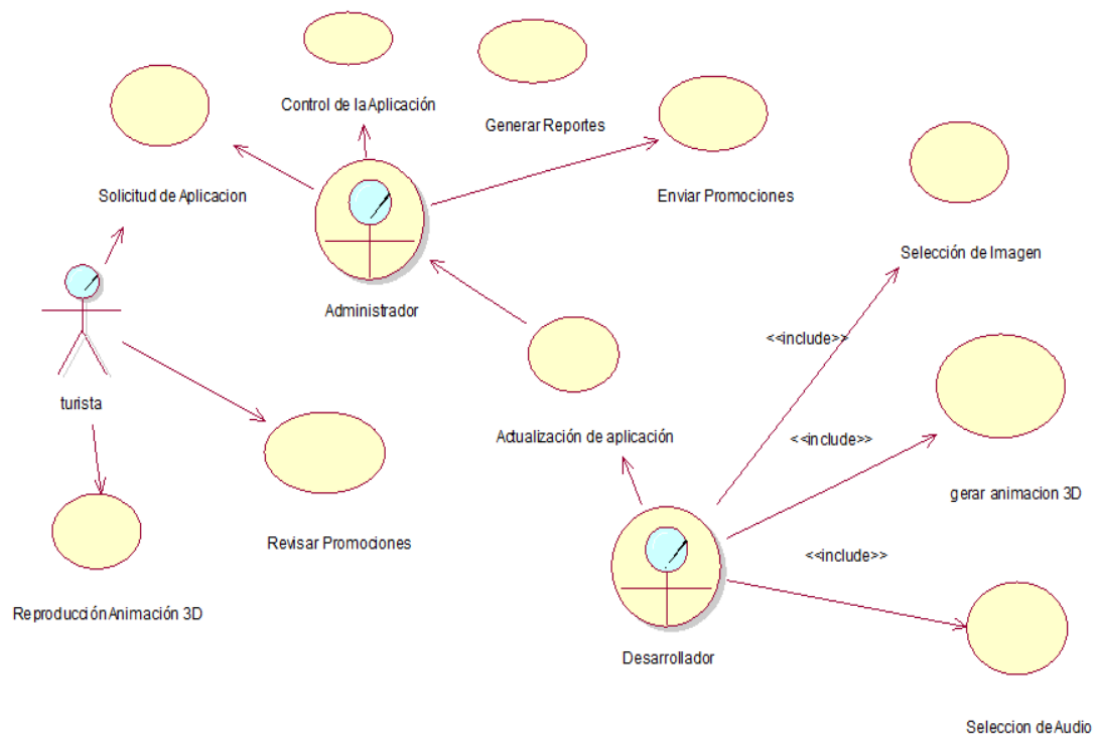 Control de la Aplicación
Generar Reportes
Solicitud de Aplicacion
Enviar Promociones
Selección de Imagen
Administrador
<<include>>
turista
Actualización de aplicación
<<include>>
gerar animacion 3D
Revisar Promociones
<<include>>
Reproducción Animación 3D
Desarrollador
Seleccion de Audio